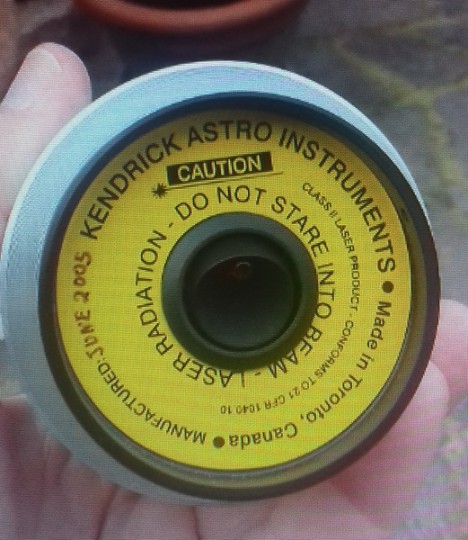 KENDRICK ASTRO INSTRUMENTS ● Made in Toronto, Canada ● MANUFACTURED: JUNE 2005
CAUTION
LASER RADIATION - DO NOT STARE INTO BEAM -
CLASS II LASER PRODUCT - CONFORMS TO 21 CFR 1040.10